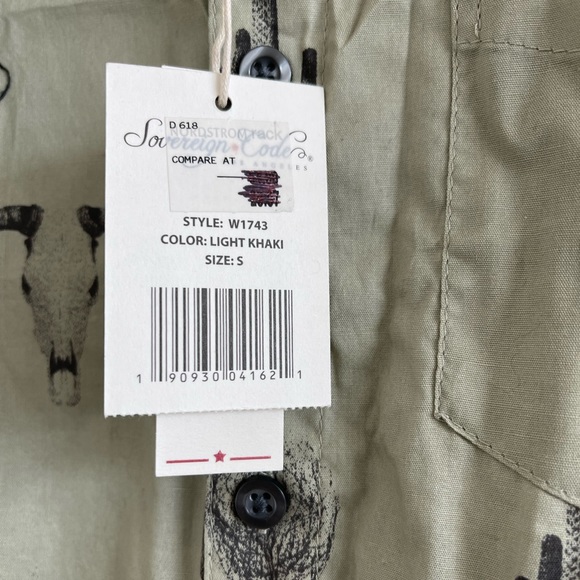 D 618
NORDSTROM rack
Sovereign Code ®
LOS ANGELES
COMPARE AT
STYLE: W1743
COLOR: LIGHT KHAKI
SIZE: S
1 90930 04162 1